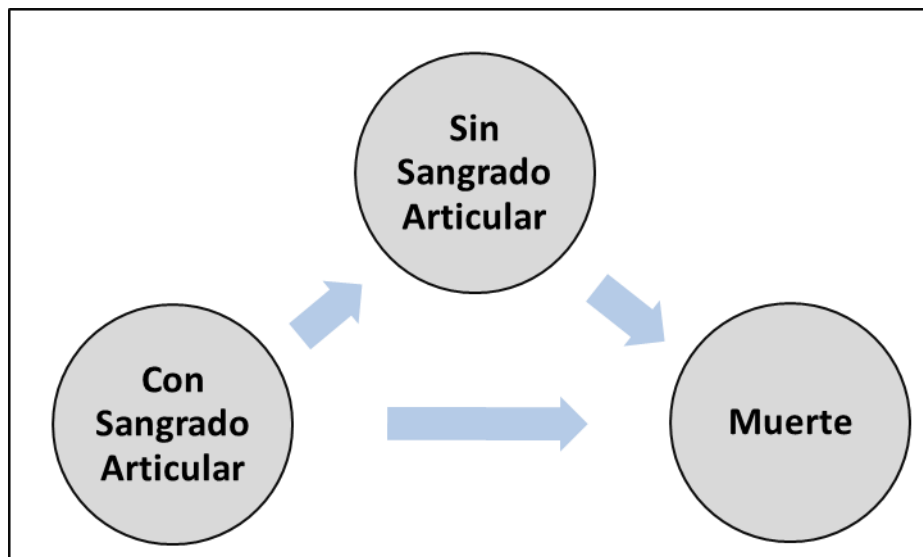 Sin
Sangrado
Articular
Con
Sangrado
Articular
Muerte